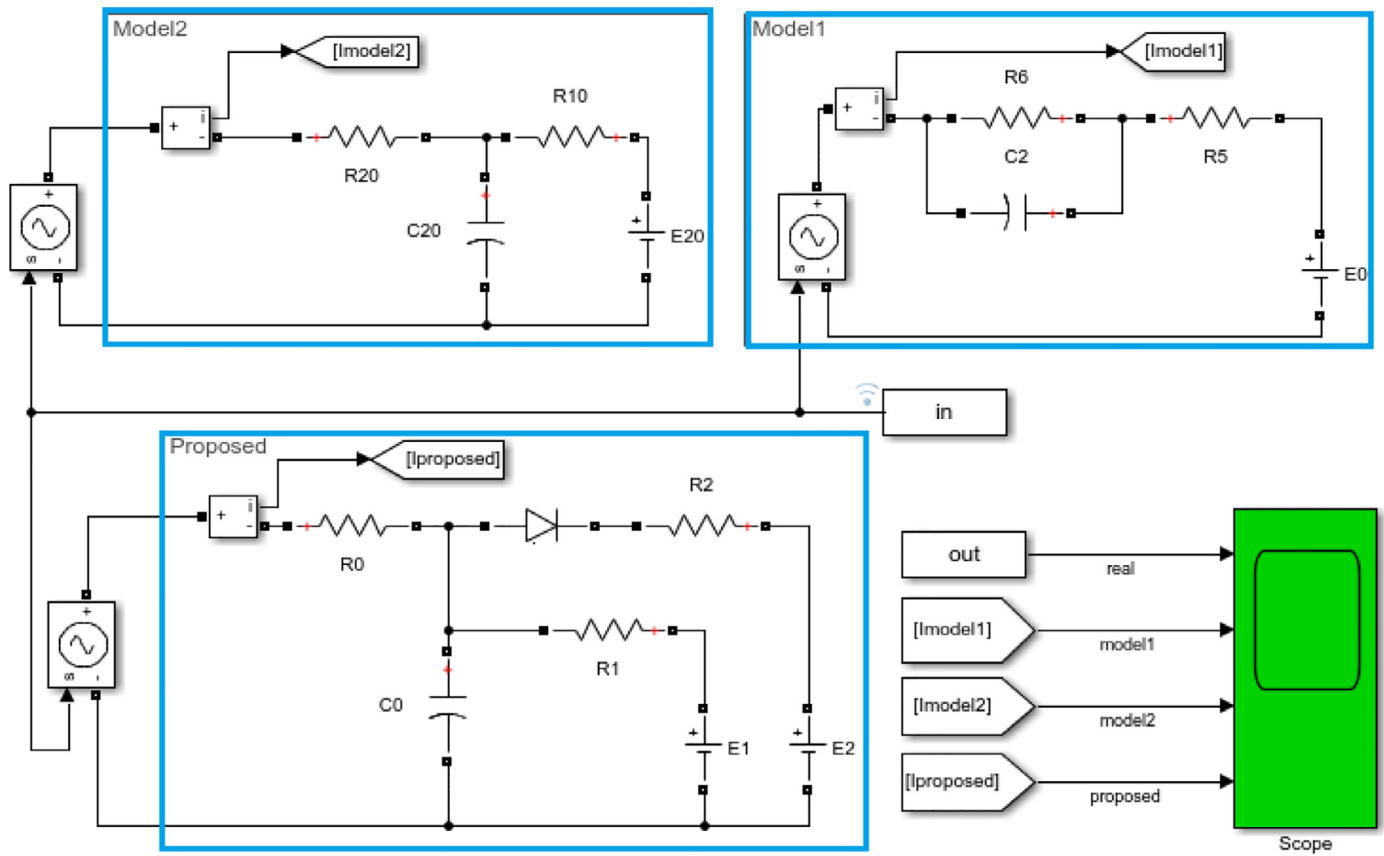 Model2
[Imodel2]
+
i
-
R20
R10
C20
+
E20
+
s
-
Model1
[Imodel1]
+
i
-
R6
C2
R5
+
E0
+
s
-
in
Proposed
[Iproposed]
+
i
-
R0
R2
R1
C0
+
E1
+
E2
+
s
-
out
real
[Imodel1]
model1
[Imodel2]
model2
[Iproposed]
proposed
Scope